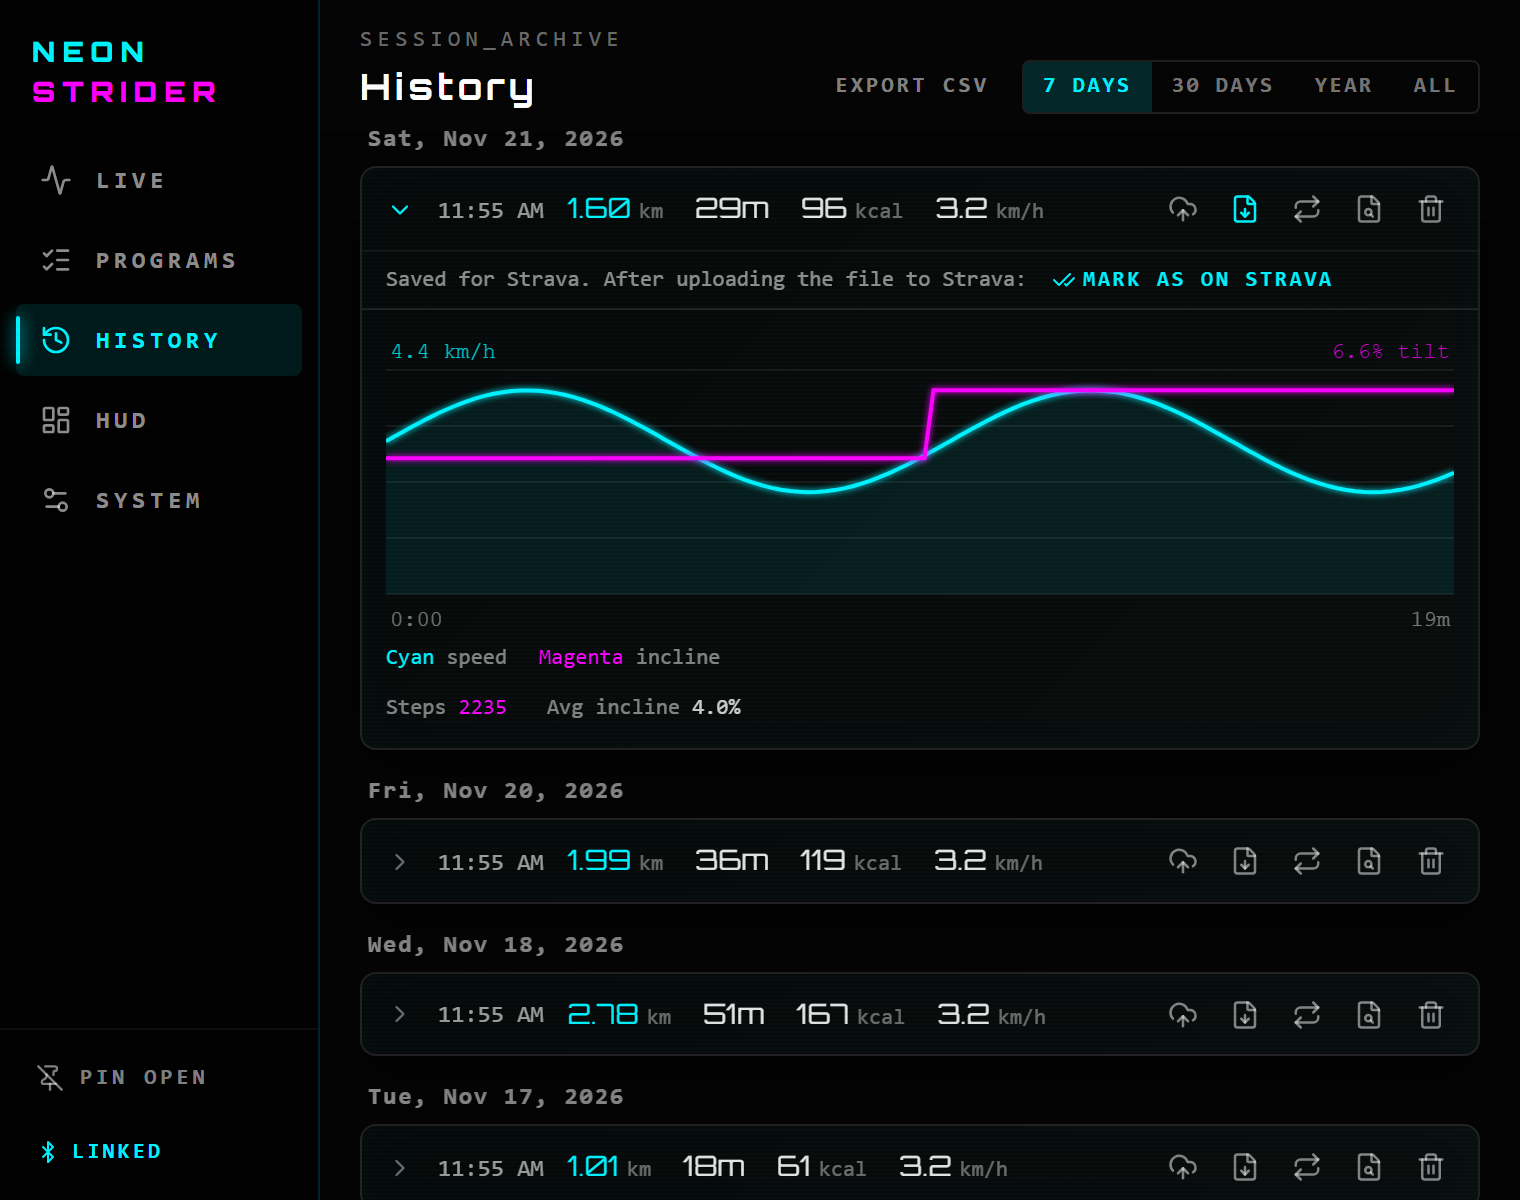 NEON
STRIDER
LIVE
PROGRAMS
HISTORY
HUD
SYSTEM
PIN OPEN
LINKED
SESSION_ARCHIVE
History
EXPORT CSV 7 DAYS 30 DAYS YEAR ALL
Sat, Nov 21, 2026
11:55 AM 1.60 km 29m 96 kcal 3.2 km/h
Saved for Strava. After uploading the file to Strava: MARK AS ON STRAVA
4.4 km/h 6.6% tilt
0:00 19m
Cyan speed Magenta incline
Steps 2235 Avg incline 4.0%
Fri, Nov 20, 2026
11:55 AM 1.99 km 36m 119 kcal 3.2 km/h
Wed, Nov 18, 2026
11:55 AM 2.78 km 51m 167 kcal 3.2 km/h
Tue, Nov 17, 2026
11:55 AM 1.01 km 18m 61 kcal 3.2 km/h